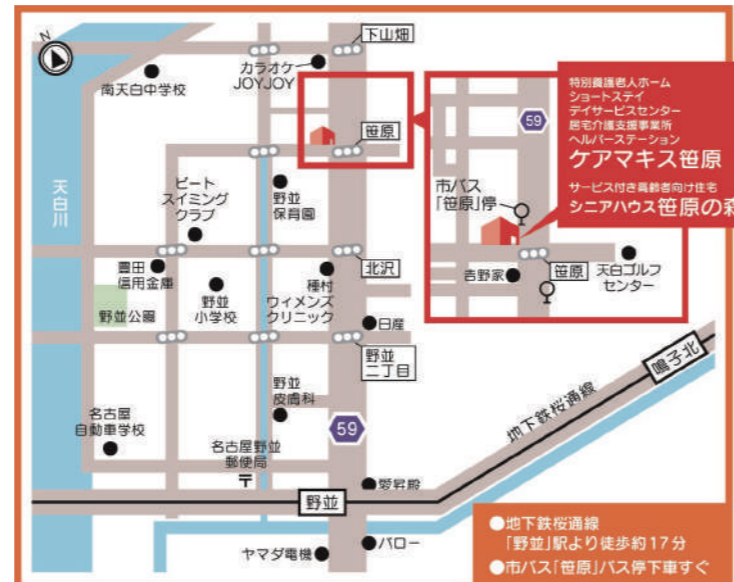 N
下山畑
カラオケ
JOYJOY
南天白中学校
笹原
天白川
ビート
スイミング
クラブ
野並
保育園
北沢
豊田
信用金庫
種村
ウィメンズ
クリニック
野並
小学校
野並公園
日産
野並
二丁目
野並
皮膚科
名古屋
自動車学校
59
名古屋野並
郵便局
〒
愛昇殿
野並
ヤマダ電機
バロー
地下鉄桜通線
鳴子北
59
市バス
「笹原」停
笹原
吉野家
天白ゴルフ
センター
特別養護老人ホーム
ショートステイ
デイサービスセンター
居宅介護支援事業所
ヘルパーステーション
ケアマキス笹原
サービス付き高齢者向け住宅
シニアハウス笹原の森
●地下鉄桜通線
「野並」駅より徒歩約17分
●市バス「笹原」バス停下車すぐ